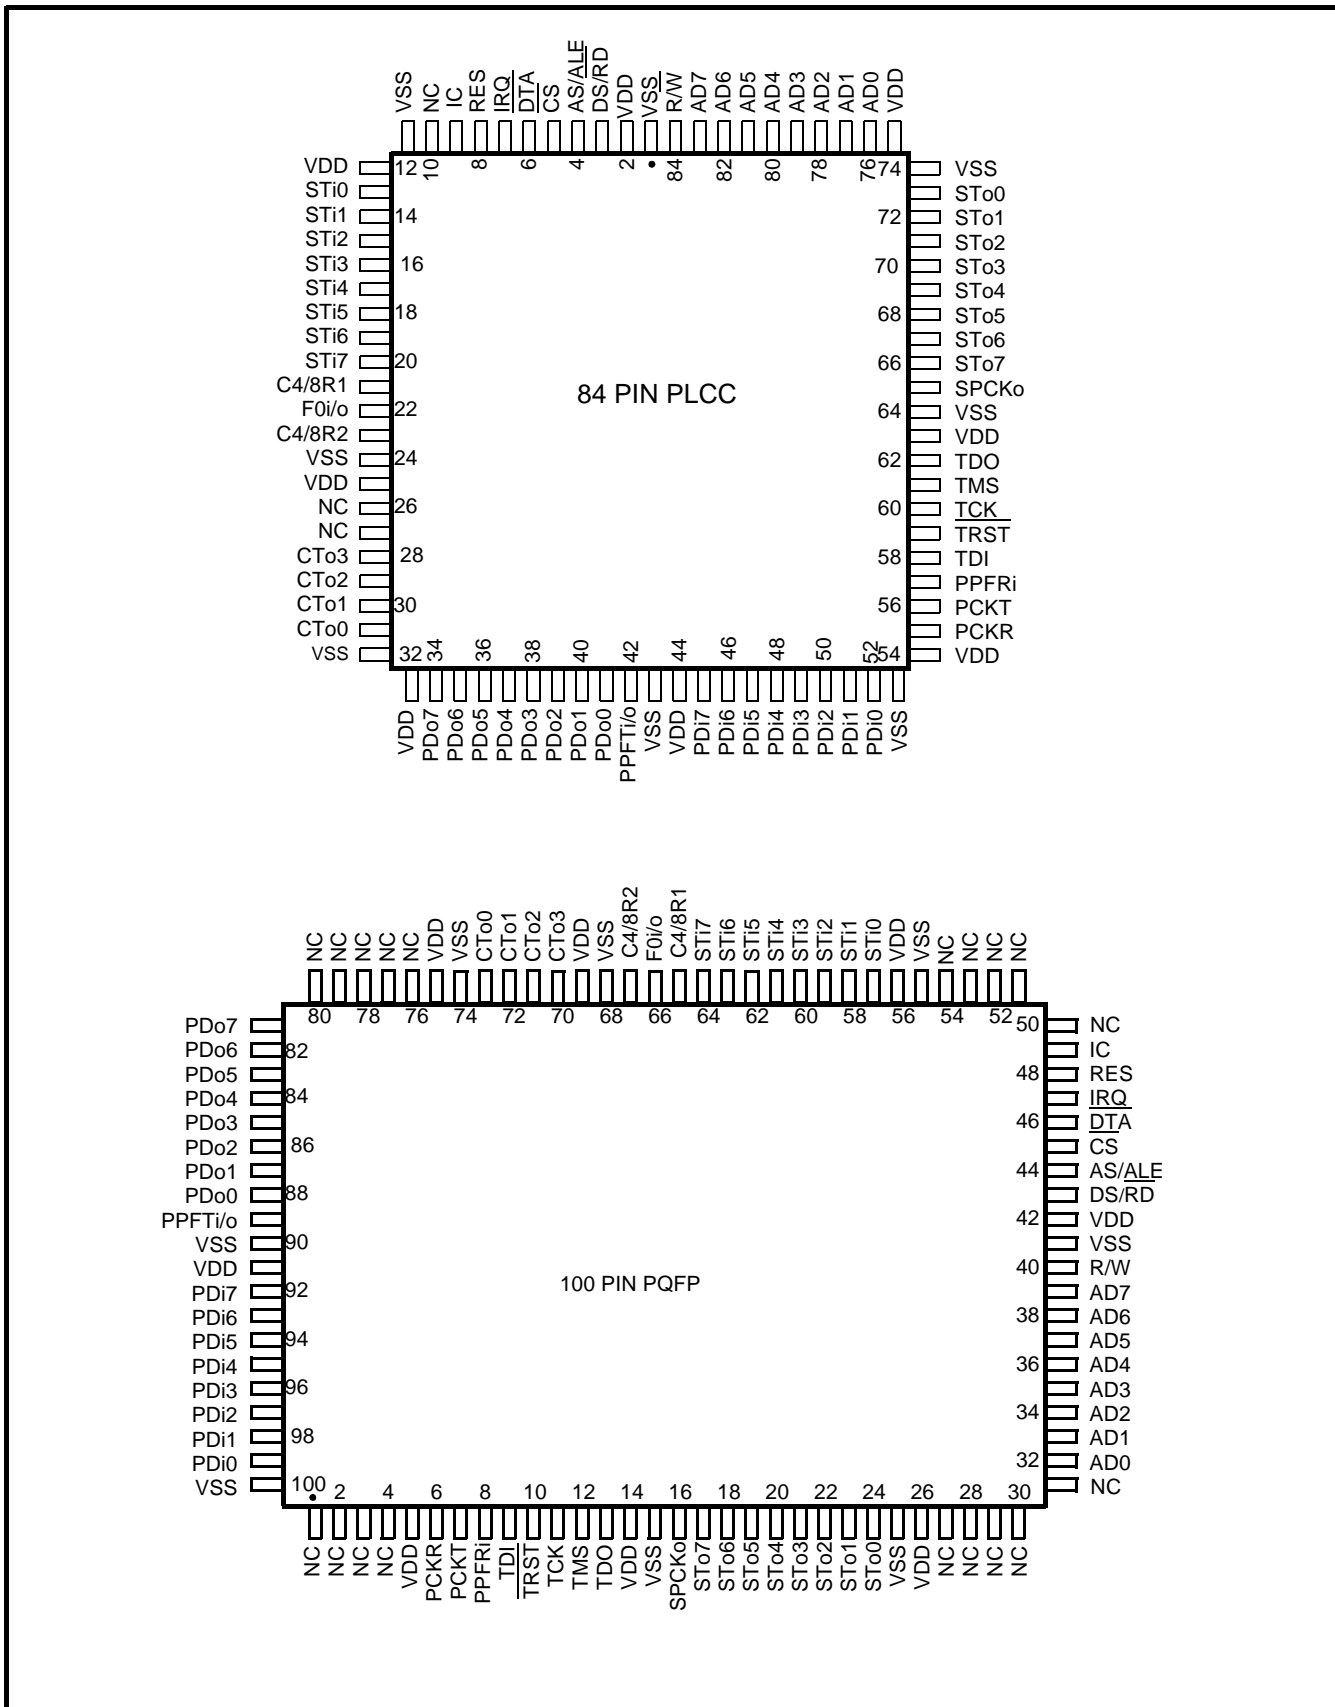 VSS
NC
IC
RES
IRQ
DTA
CS
AS/ALE
DS/RD
VDD
VSS
R/W
AD7
AD6
AD5
AD4
AD3
AD2
AD1
AD0
VDD
12 10 8 6 4 2 84 82 80 78 76 74
VDD
STi0
STi1 14
STi2
STi3 16
STi4
STi5 18
STi6
STi7 20
C4/8R1
F0i/o 22
C4/8R2
VSS 24
VDD
NC 26
NC
CTo3 28
CTo2
CTo1 30
CTo0
VSS
84 PIN PLCC
VSS
STo0
72 STo1
STo2
70 STo3
STo4
68 STo5
STo6
66 STo7
SPCKo
64 VSS
VDD
62 TDO
TMS
60 TCK
TRST
58 TDI
PPFRi
56 PCKT
PCKR
VDD
32 34 36 38 40 42 44 46 48 50 52 54
VDD
PDo7
PDo6
PDo5
PDo4
PDo3
PDo2
PDo1
PDo0
PPFTi/o
VSS
VDD
PDi7
PDi6
PDi5
PDi4
PDi3
PDi2
PDi1
PDi0
VSS
NC
NC
NC
NC
NC
VDD
VSS
CTo0
CTo1
CTo2
CTo3
VDD
VSS
C4/8R2
F0i/o
C4/8R1
STi7
STi6
STi5
STi4
STi3
STi2
STi1
STi0
VDD
VSS
NC
NC
NC
NC
80 78 76 74 72 70 68 66 64 62 60 58 56 54 52 50
PDo7
PDo6 82
PDo5
PDo4 84
PDo3
PDo2 86
PDo1
PDo0 88
PPFTi/o
VSS 90
VDD
PDi7 92
PDi6
PDi5 94
PDi4
PDi3 96
PDi2
PDi1 98
PDi0
VSS
100 PIN PQFP
NC
IC
48 RES
IRQ
46 DTA
CS
44 AS/ALE
DS/RD
42 VDD
VSS
40 R/W
AD7
38 AD6
AD5
36 AD4
AD3
34 AD2
AD1
32 AD0
NC
100 2 4 6 8 10 12 14 16 18 20 22 24 26 28 30
NC
NC
NC
NC
VDD
PCKR
PCKT
PPFRi
TDI
TRST
TCK
TMS
TDO
VDD
VSS
SPCKo
STo7
STo6
STo5
STo4
STo3
STo2
STo1
STo0
VSS
VDD
NC
NC
NC
NC